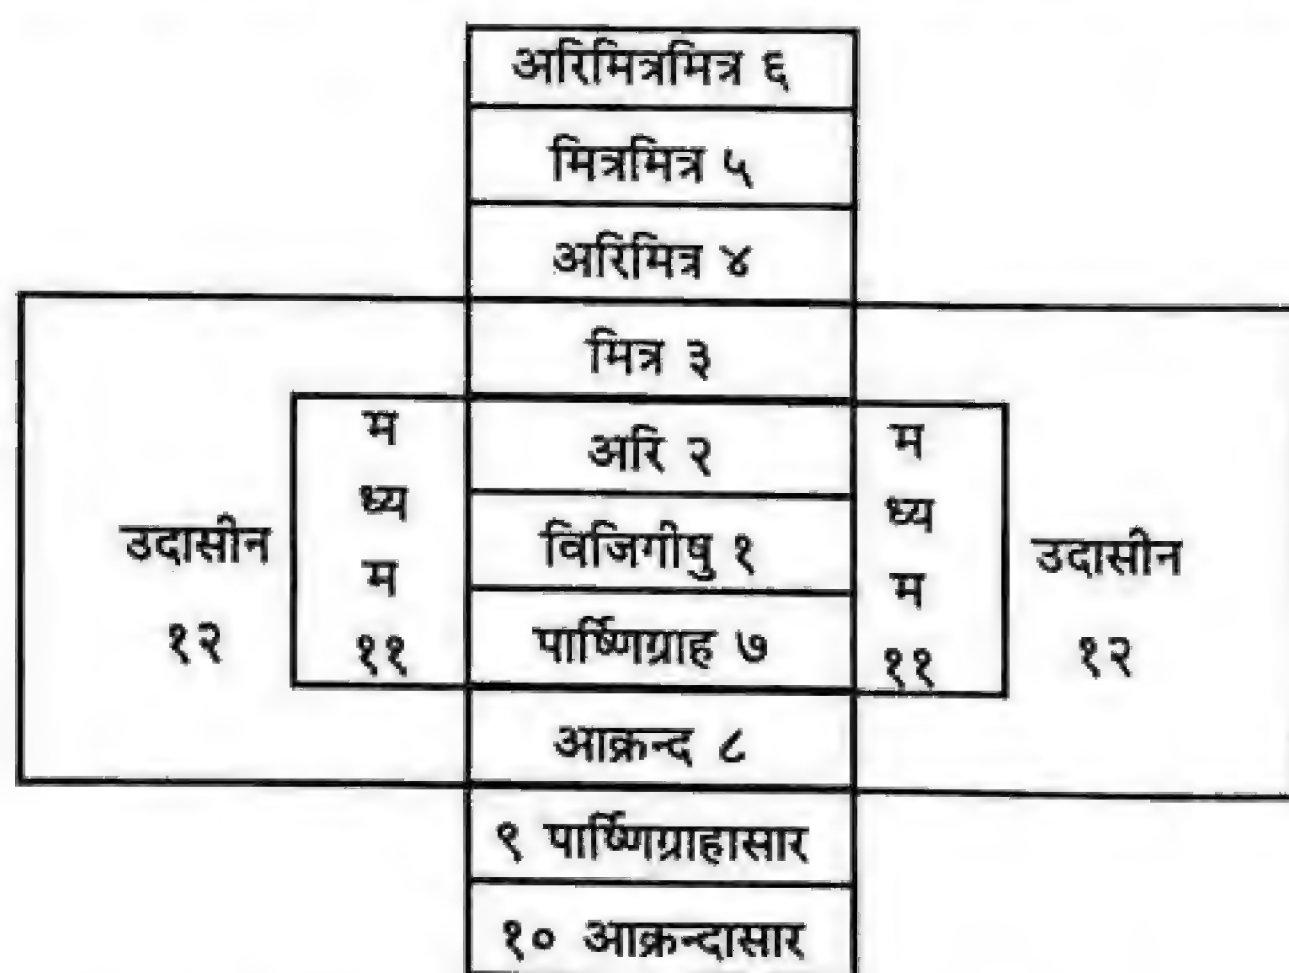 अरिमित्रमित्र ६
मित्रमित्र ५
अरिमित्र ४
मित्र ३
अरि २
विजिगीषु १
पार्ष्णिग्राह ७
आक्रन्द ८
९ पार्ष्णिग्राहासार
१० आक्रन्दासार
म
ध्य
म
११
उदासीन
१२
म
ध्य
म
११
उदासीन
१२